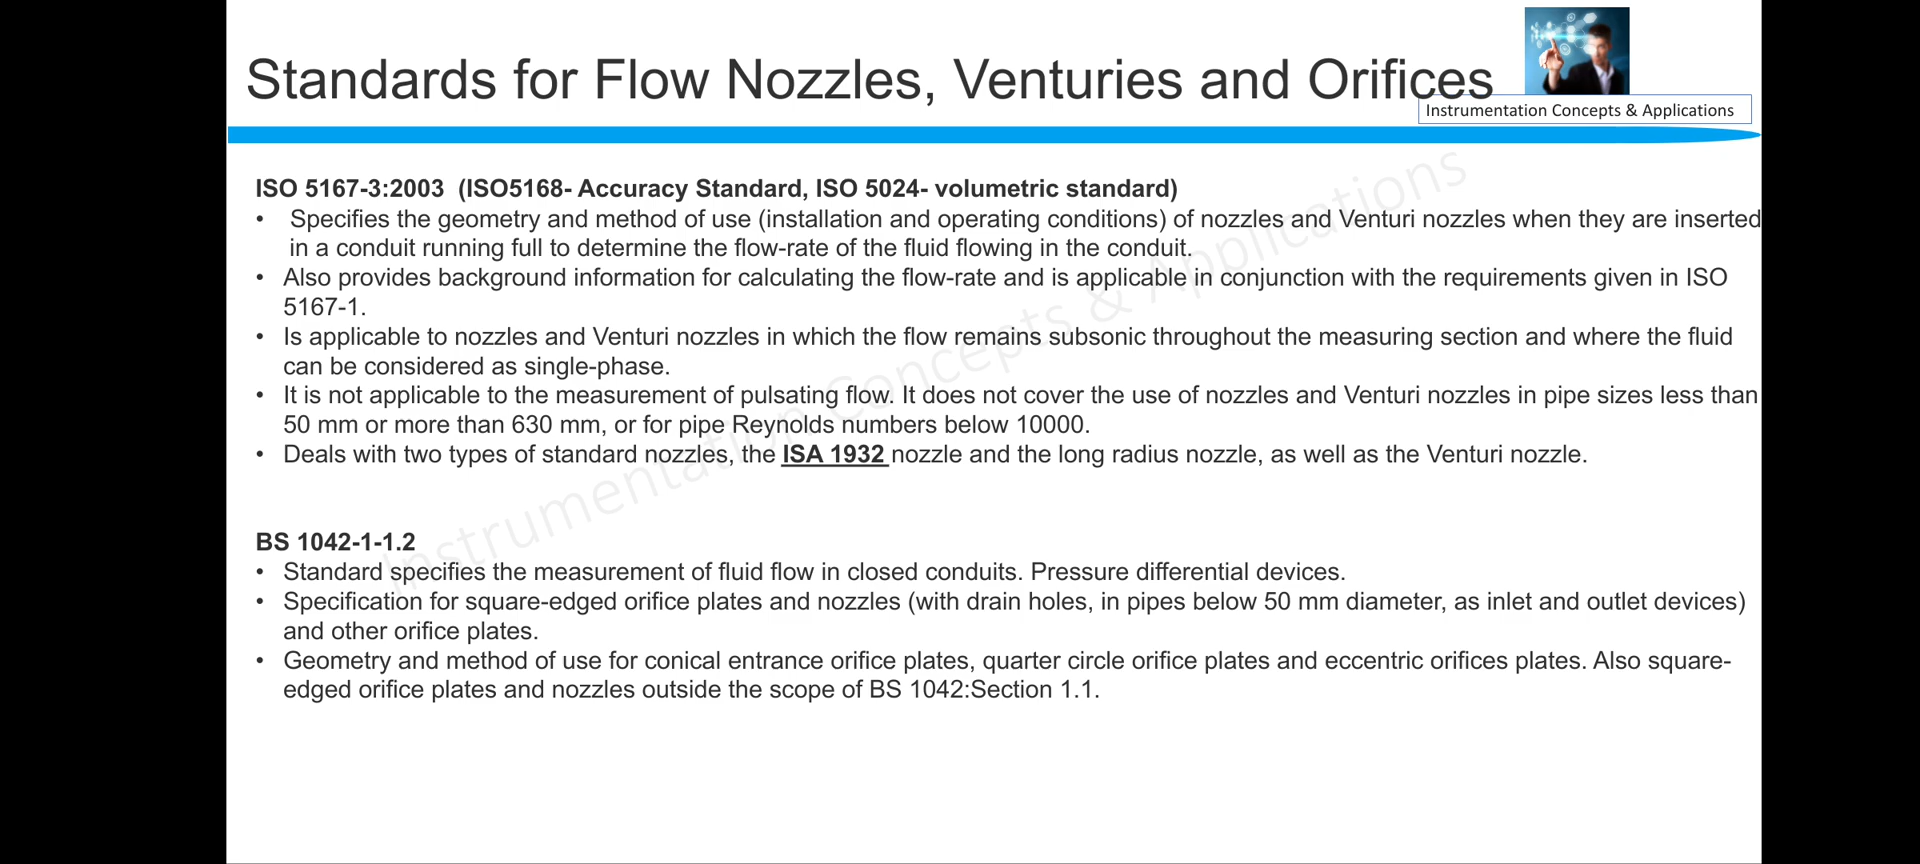 Standards for Flow Nozzles, Venturies and Orifices
Instrumentation Concepts & Applications
ISO 5167-3:2003 (ISO5168- Accuracy Standard, ISO 5024- volumetric standard)
• Specifies the geometry and method of use (installation and operating conditions) of nozzles and Venturi nozzles when they are inserted
in a conduit running full to determine the flow-rate of the fluid flowing in the conduit.
• Also provides background information for calculating the flow-rate and is applicable in conjunction with the requirements given in ISO
5167-1.
• Is applicable to nozzles and Venturi nozzles in which the flow remains subsonic throughout the measuring section and where the fluid
can be considered as single-phase.
• It is not applicable to the measurement of pulsating flow. It does not cover the use of nozzles and Venturi nozzles in pipe sizes less than
50 mm or more than 630 mm, or for pipe Reynolds numbers below 10000.
• Deals with two types of standard nozzles, the ISA 1932 nozzle and the long radius nozzle, as well as the Venturi nozzle.
Instrumentation Concepts & Applications
BS 1042-1-1.2
• Standard specifies the measurement of fluid flow in closed conduits. Pressure differential devices.
• Specification for square-edged orifice plates and nozzles (with drain holes, in pipes below 50 mm diameter, as inlet and outlet devices)
and other orifice plates.
• Geometry and method of use for conical entrance orifice plates, quarter circle orifice plates and eccentric orifices plates. Also square-
edged orifice plates and nozzles outside the scope of BS 1042:Section 1.1.